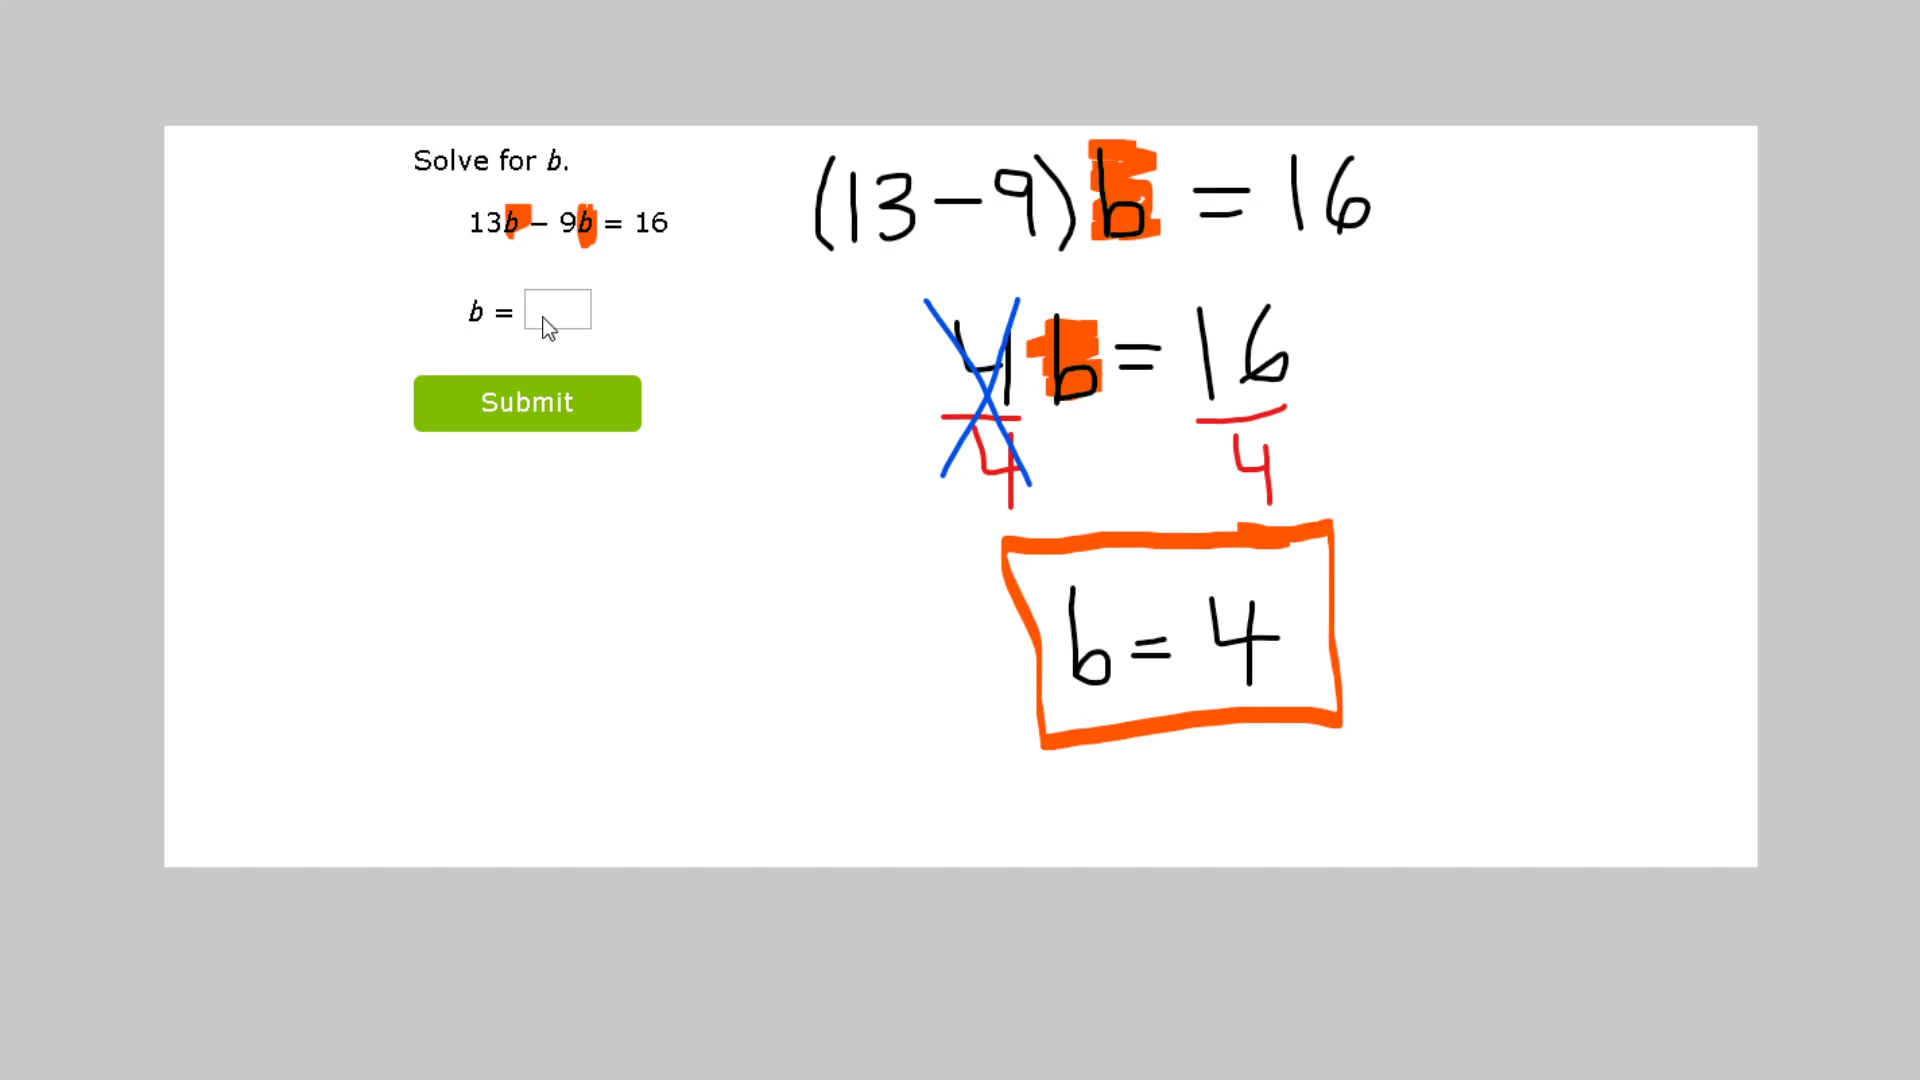 Solve for b.
13b − 9b = 16
b =
Submit
(13-9)b = 16
4b = 16
4 4
b = 4